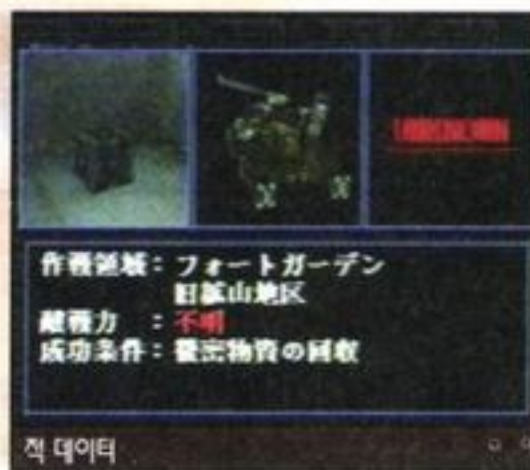 作戦領域：フォートガーデン
旧鉱山地区
敵戦力　：不明
成功条件：機密物資の回収
적 데이터